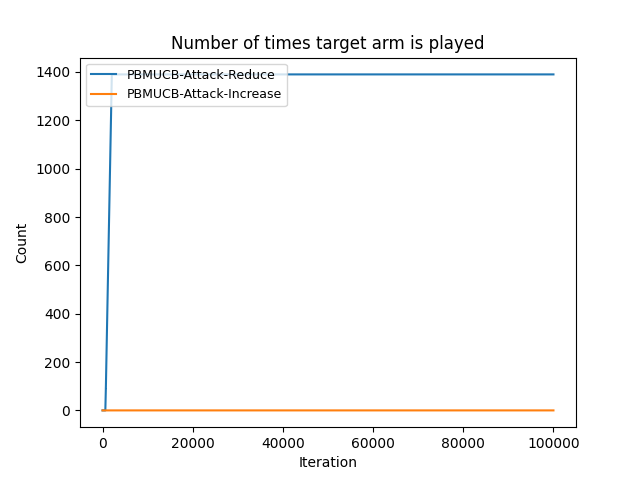 Number of times target arm is played
PBMUCB-Attack-Reduce
PBMUCB-Attack-Increase
1400
1200
1000
800
600
400
200
0
Count
0 20000 40000 60000 80000 100000
Iteration